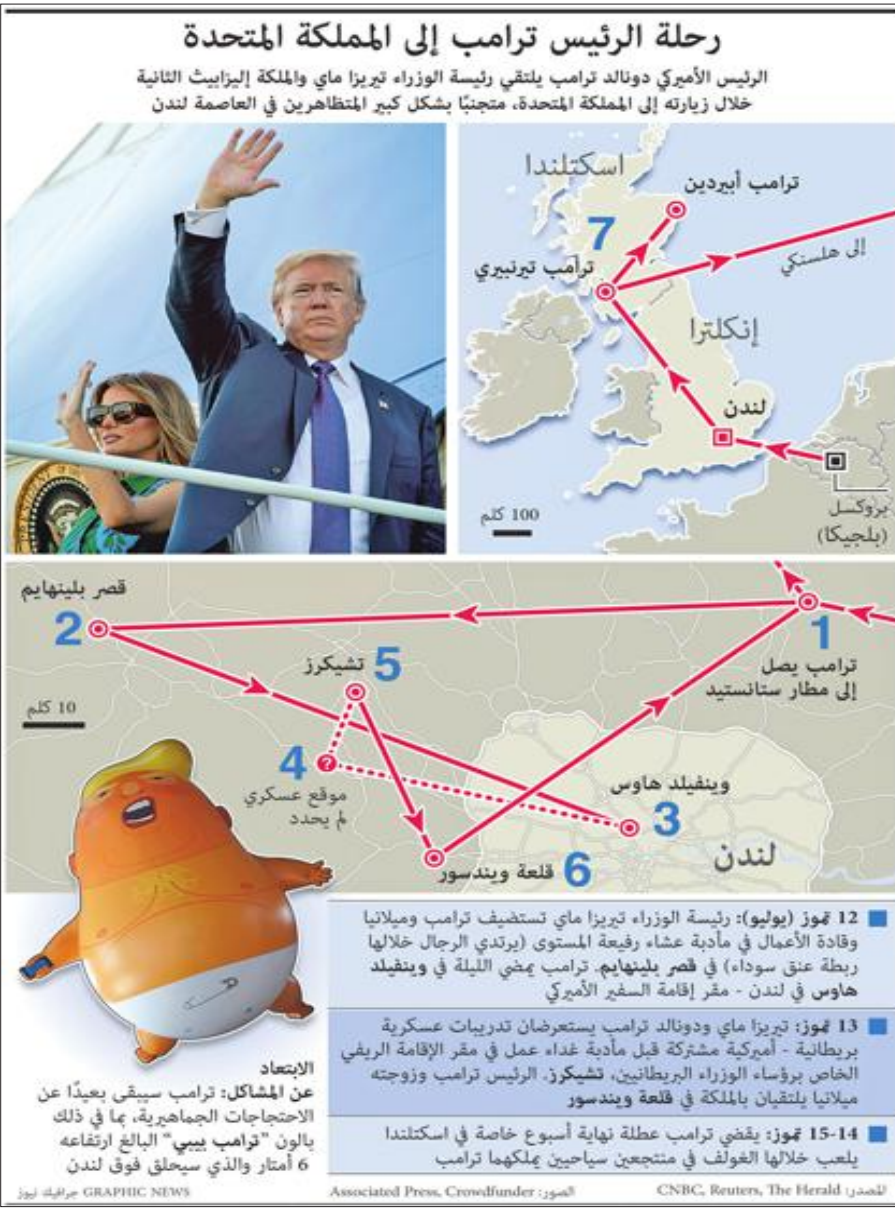 رحلة الرئيس ترامب إلى المملكة المتحدة
الرئيس الأميركي دونالد ترامب يلتقي رئيسة الوزراء تيريزا ماي والملكة إليزابيث الثانية
خلال زيارته إلى المملكة المتحدة، متجنبًا بشكل كبير المتظاهرين في العاصمة لندن
اسكتلندا
ترامب أبيردين
7
ترامب تيرنبيري
إلى هلسنكي
إنكلترا
لندن
بروكسل
(بلجيكا)
100 كلم
1
ترامب يصل
إلى مطار ستانستيد
قصر بلينهايم
2
5 تشيكرز
10 كلم
4
?
موقع عسكري
لم يحدد
وينفيلد هاوس
3
لندن
6 قلعة ويندسور
12 تموز (يوليو): رئيسة الوزراء تيريزا ماي تستضيف ترامب وميلانيا
وقادة الأعمال في مأدبة عشاء رفيعة المستوى (يرتدي الرجال خلالها
ربطة عنق سوداء) في قصر بلينهايم. ترامب يمضي الليلة في وينفيلد
هاوس في لندن - مقر إقامة السفير الأميركي
13 تموز: تيريزا ماي ودونالد ترامب يستعرضان تدريبات عسكرية
بريطانية - أميركية مشتركة قبل مأدبة غداء عمل في مقر الإقامة الريفي
الخاص برؤساء الوزراء البريطانيين، تشيكرز. الرئيس ترامب وزوجته
ميلانيا يلتقيان بالملكة في قلعة ويندسور
14-15 تموز: يقضي ترامب عطلة نهاية أسبوع خاصة في اسكتلندا
يلعب خلالها الغولف في منتجعين سياحيين يملكهما ترامب
الابتعاد
عن المشاكل: ترامب سيبقى بعيدًا عن
الاحتجاجات الجماهيرية، بما في ذلك
بالون "ترامب بيبي" البالغ ارتفاعه
6 أمتار والذي سيحلق فوق لندن
المصدر: CNBC, Reuters, The Herald
الصور: Associated Press, Crowdfunder
GRAPHIC NEWS جرافيك نيوز